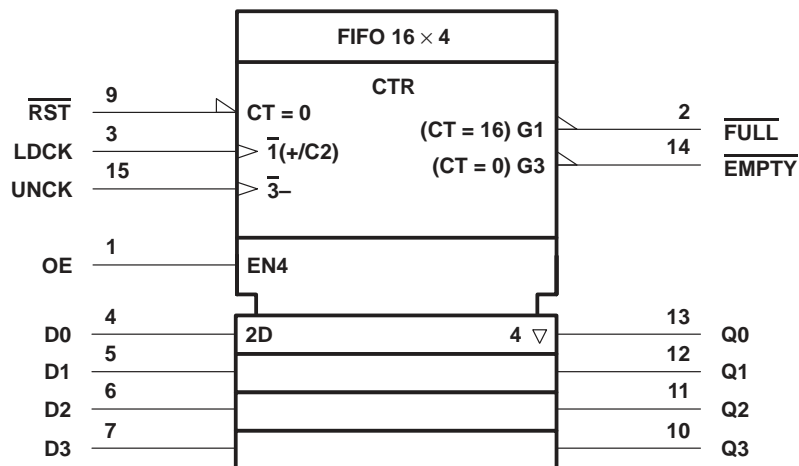 FIFO 16 × 4
CTR
RST 9 CT = 0
(CT = 16) G1 2 FULL
LDCK 3 1(+/C2)
(CT = 0) G3 14 EMPTY
UNCK 15 3–
OE 1 EN4
D0 4 2D 4 ▽ 13 Q0
D1 5 12 Q1
D2 6 11 Q2
D3 7 10 Q3